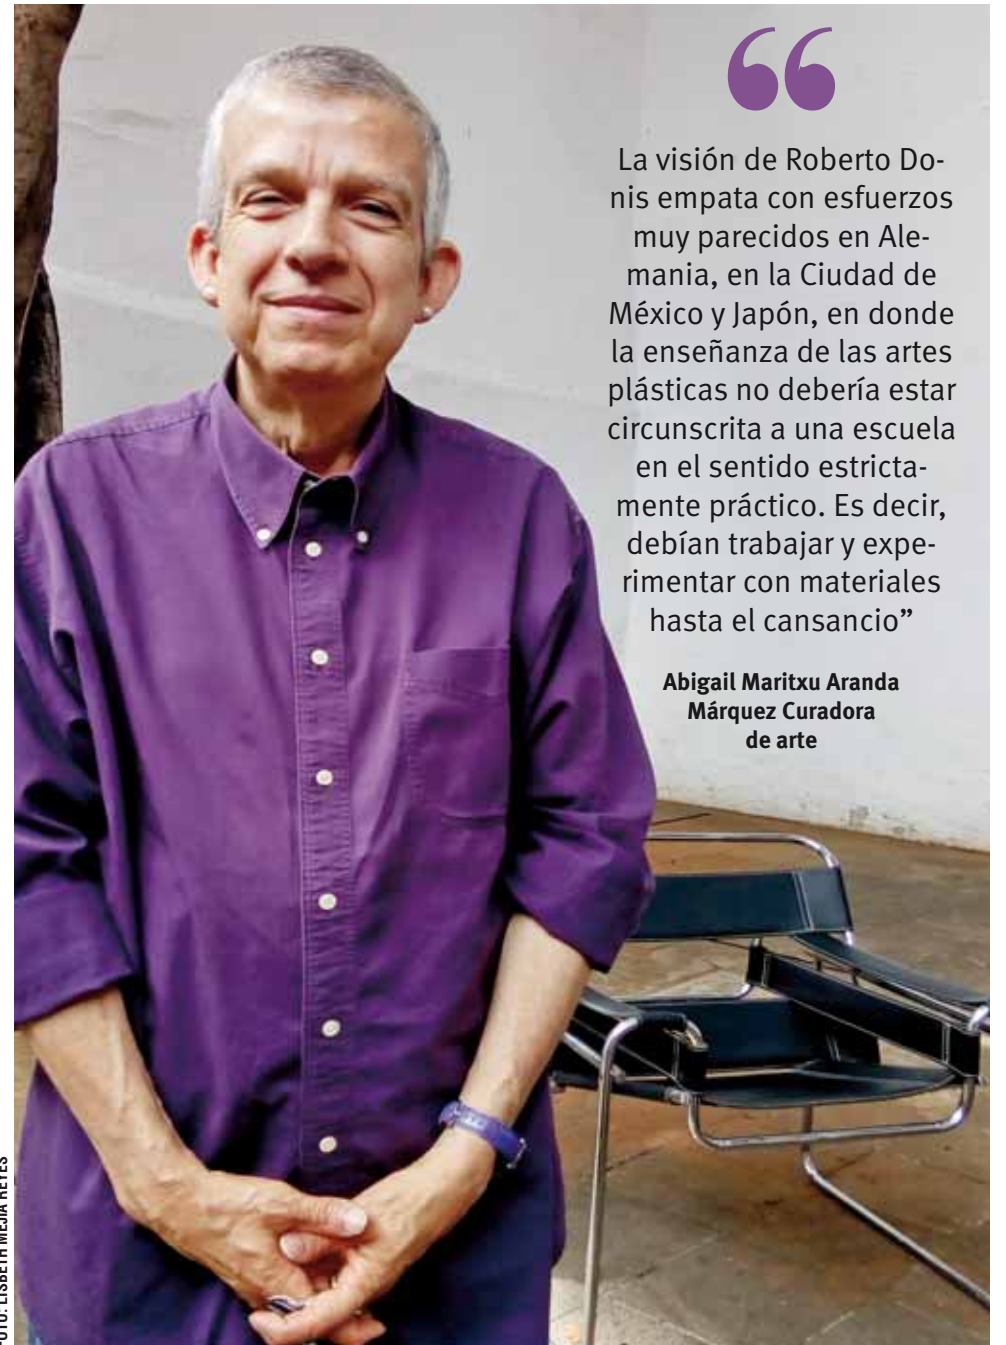 “
La visión de Roberto Do-
nis empata con esfuerzos
muy parecidos en Ale-
mania, en la Ciudad de
México y Japón, en donde
la enseñanza de las artes
plásticas no debería estar
circunscrita a una escuela
en el sentido estricta-
mente práctico. Es decir,
debían trabajar y expe-
rimentar con materiales
hasta el cansancio”
Abigail Maritxu Aranda
Márquez Curadora
de arte
FOTO: LISBETH MEJÍA REYES